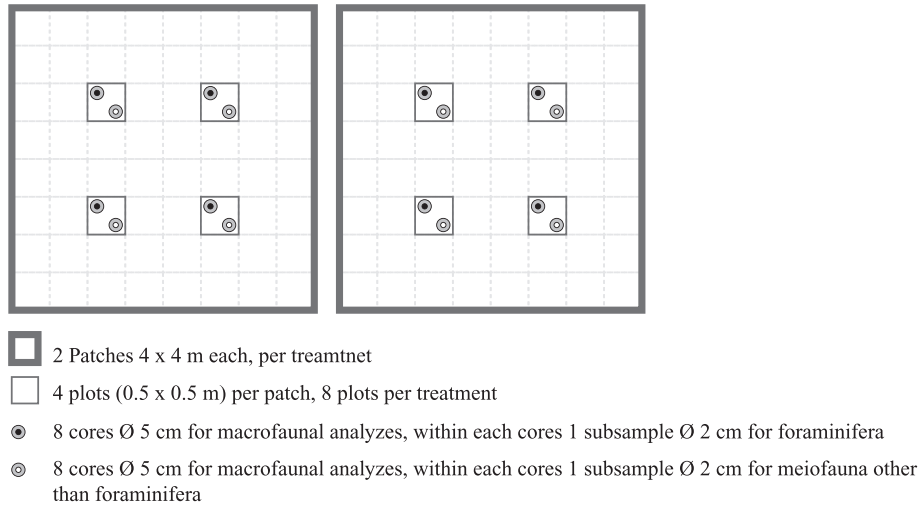 2 Patches 4 x 4 m each, per treamtnet
4 plots (0.5 x 0.5 m) per patch, 8 plots per treatment
8 cores Ø 5 cm for macrofaunal analyzes, within each cores 1 subsample Ø 2 cm for foraminifera
8 cores Ø 5 cm for macrofaunal analyzes, within each cores 1 subsample Ø 2 cm for meiofauna other
than foraminifera